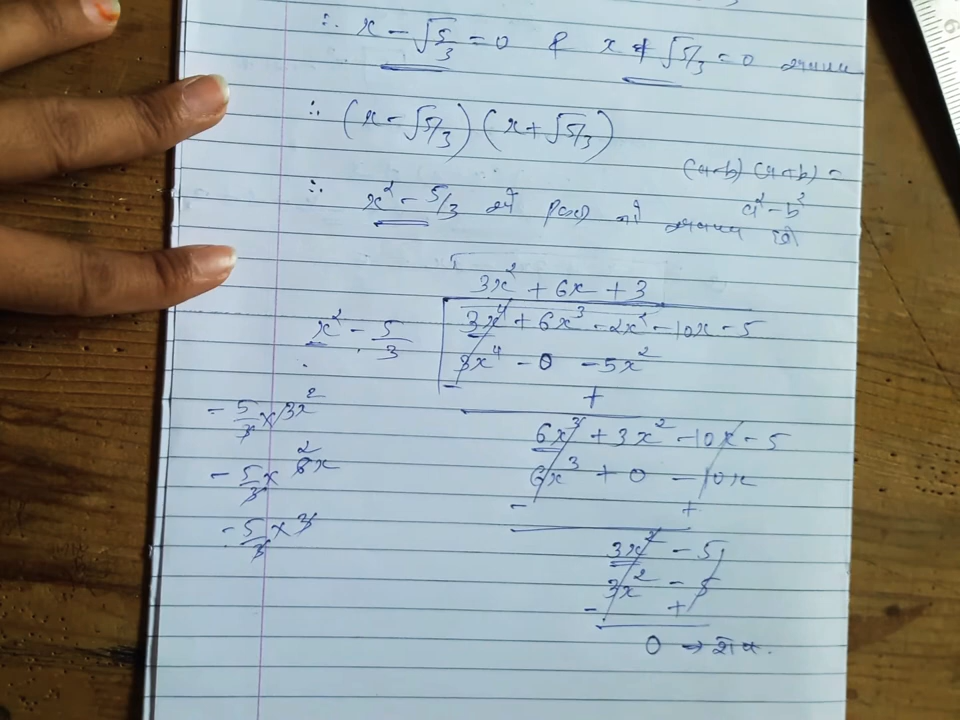 ∴ x - √5/3 = 0 & x + √5/3 = 0
∴ (x - √5/3) (x + √5/3)
(a-b) (a+b) =
a² - b²
∴ x² - 5/3 p(x)
3x² + 6x + 3
x² - 5/3 3x⁴ + 6x³ - 2x² - 10x - 5
3x⁴ - 0 - 5x²
- +
- 5/3 × 3x²
6x³ + 3x² - 10x - 5
- 5/3 × 6x 2
6x³ + 0 - 10x
- +
- 5/3 × 3
3x² - 5
3x² - 5
- +
0 → शेष.